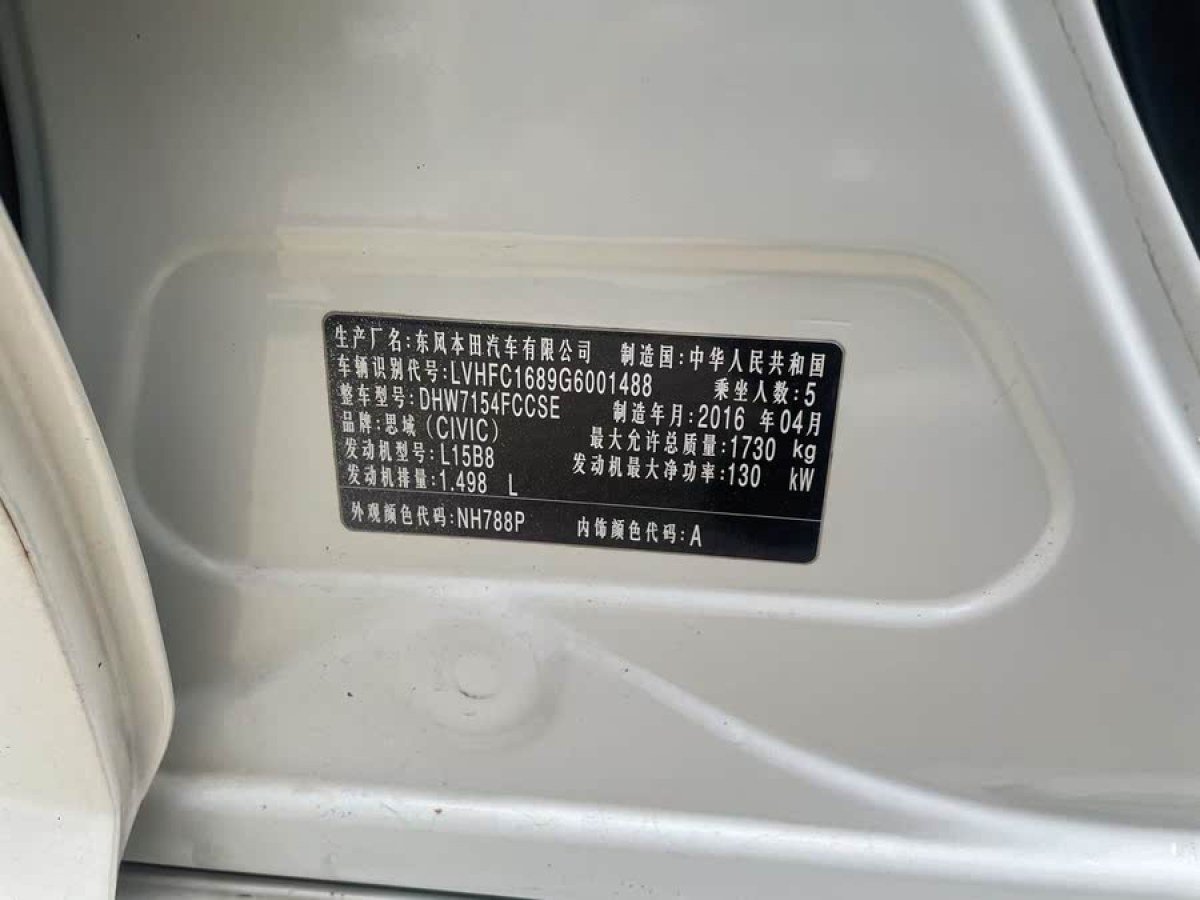 生产厂名:东风本田汽车有限公司 制造国:中华人民共和国
车辆识别代号:LVHFC1689G6001488 乘坐人数:5
整车型号:DHW7154FCCSE 制造年月:2016 年04月
品牌:思域(CIVIC) 最大允许总质量:1730 kg
发动机型号:L15B8 发动机最大净功率:130 kW
发动机排量:1.498 L
外观颜色代码:NH788P 内饰颜色代码:A